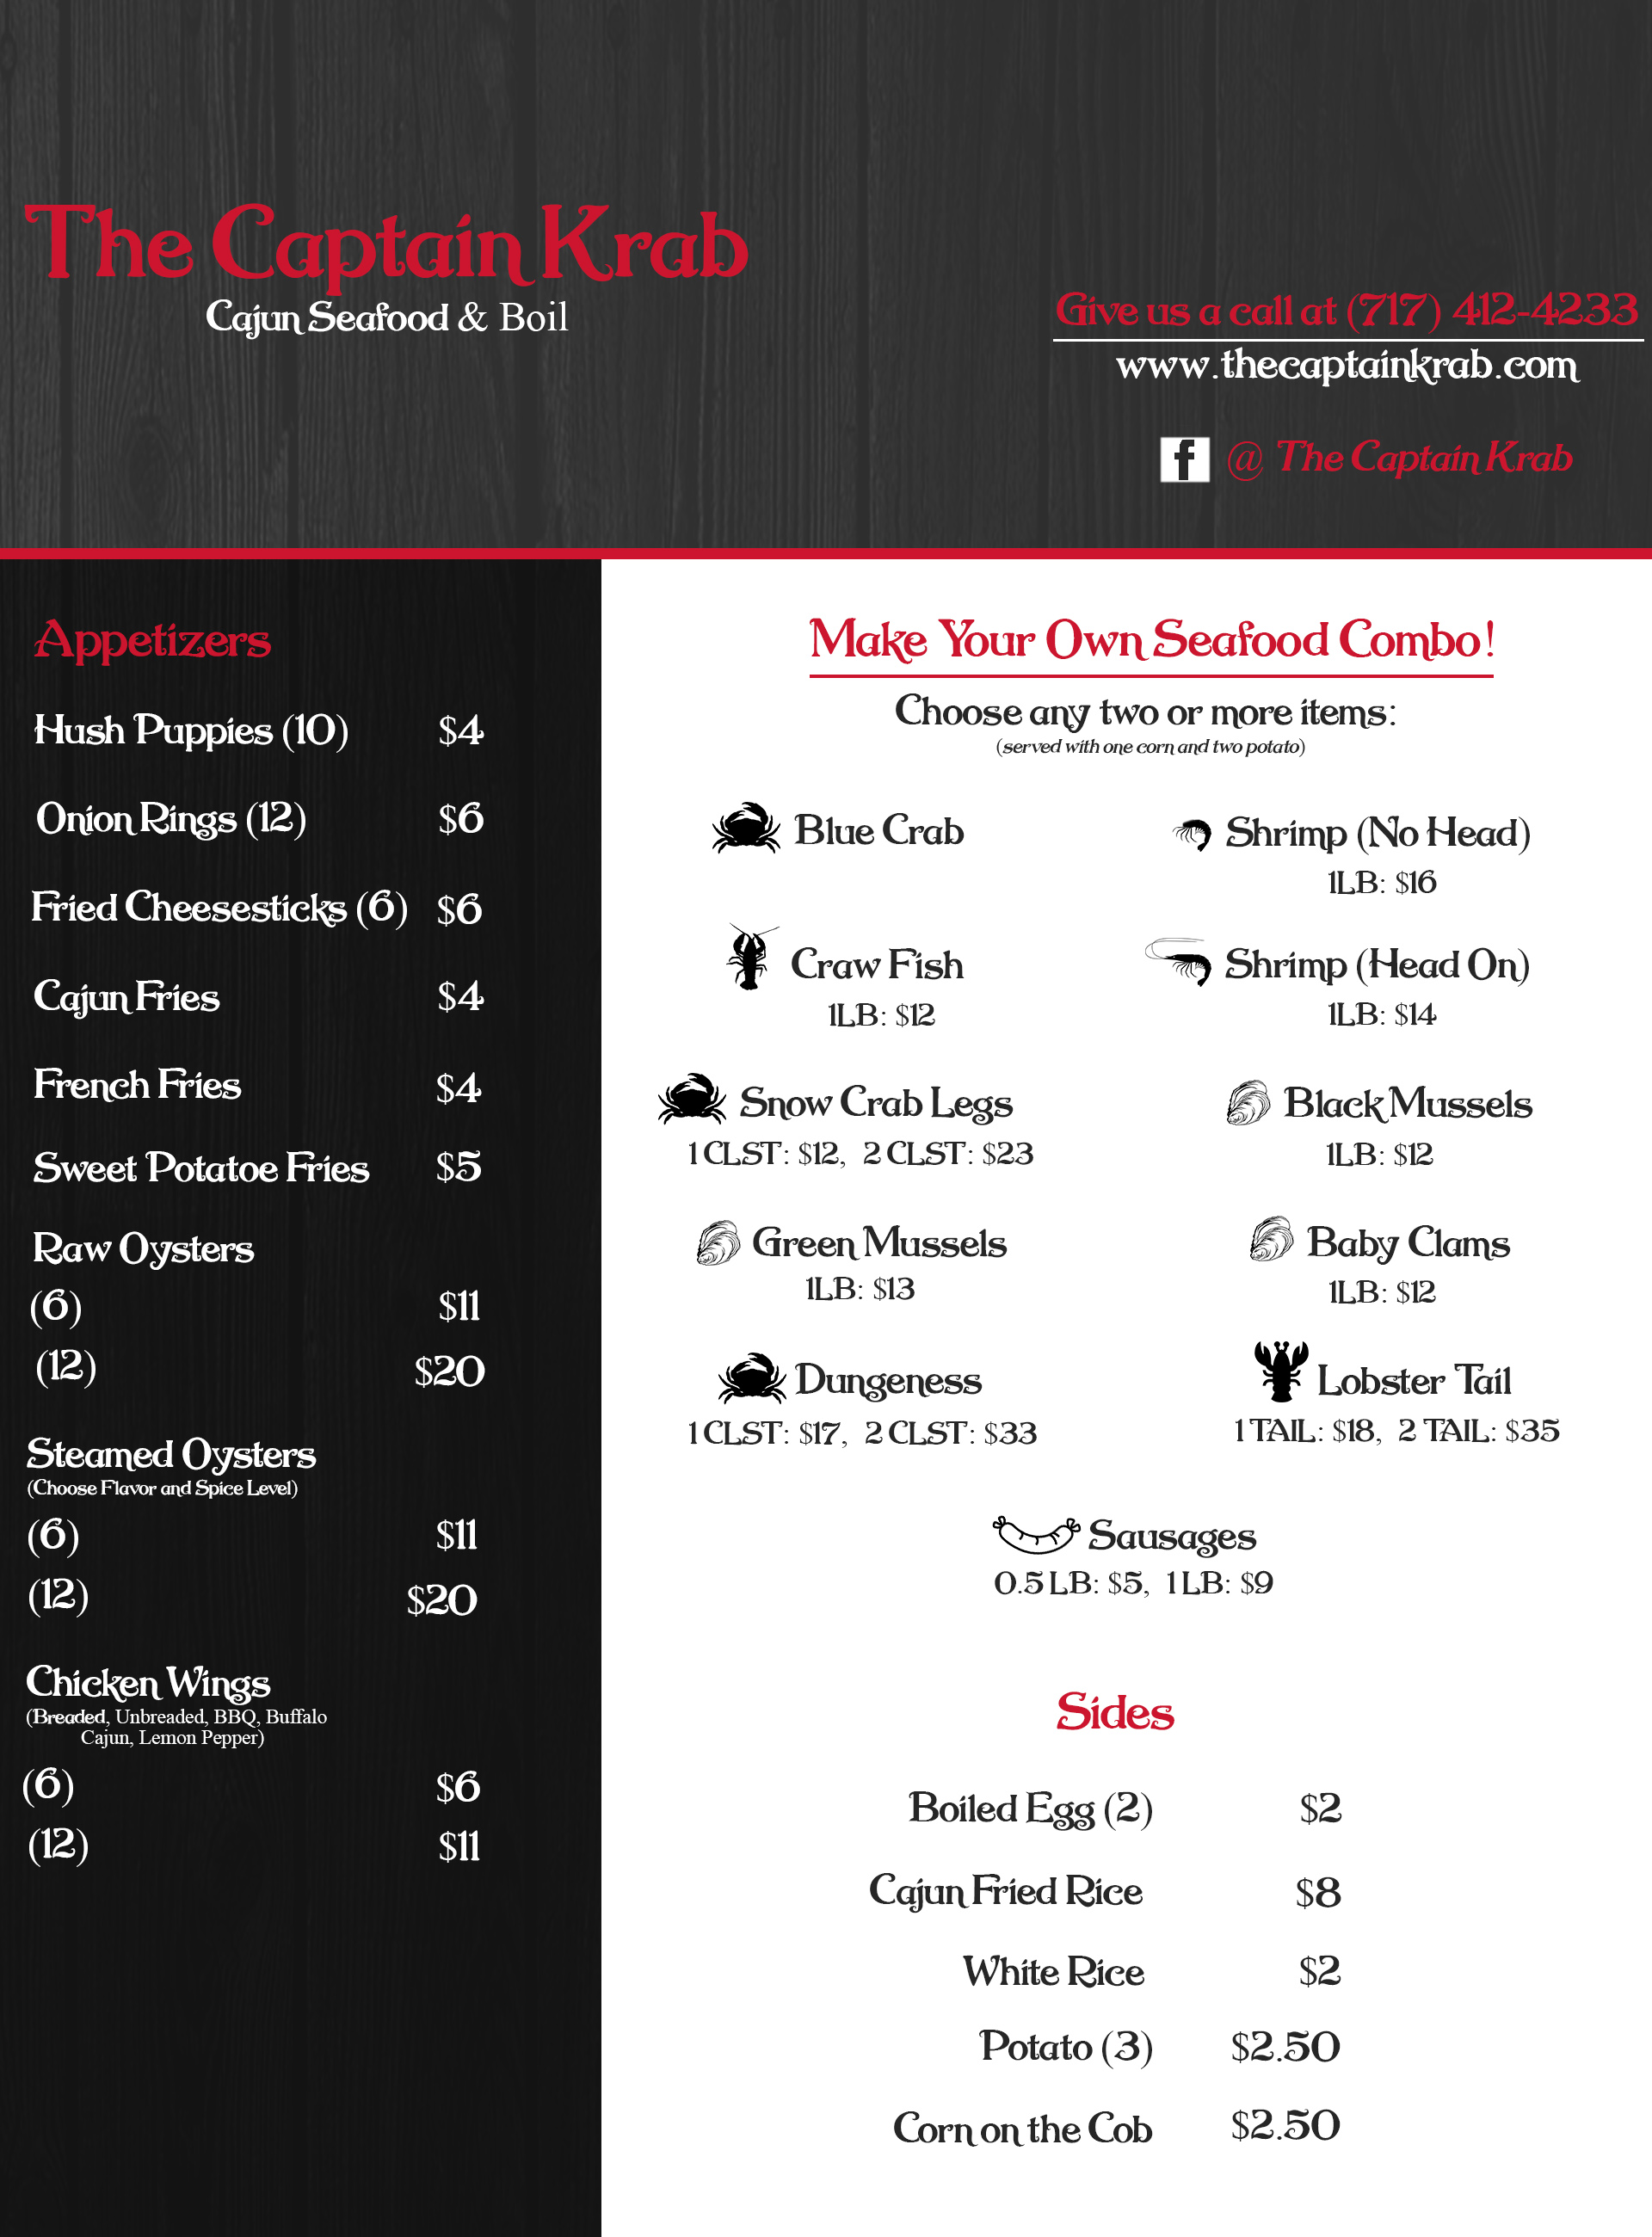 The Captain Krab
Cajun Seafood & Boil
Give us a call at (717) 412-4233
www.thecaptainkrab.com
f @ The Captain Krab
Appetizers
Hush Puppies (10) $4
Onion Rings (12) $6
Fried Cheesesticks (6) $6
Cajun Fries $4
French Fries $4
Sweet Potatoe Fries $5
Raw Oysters
(6) $11
(12) $20
Steamed Oysters
(Choose Flavor and Spice Level)
(6) $11
(12) $20
Chicken Wings
(Breaded, Unbreaded, BBQ, Buffalo
Cajun, Lemon Pepper)
(6) $6
(12) $11
Make Your Own Seafood Combo!
Choose any two or more items:
(served with one corn and two potato)
Blue Crab
Shrimp (No Head)
1LB: $16
Craw Fish
1LB: $12
Shrimp (Head On)
1LB: $14
Snow Crab Legs
1 CLST: $12, 2 CLST: $23
Black Mussels
1LB: $12
Green Mussels
1LB: $13
Baby Clams
1LB: $12
Dungeness
1 CLST: $17, 2 CLST: $33
Lobster Tail
1 TAIL: $18, 2 TAIL: $35
Sausages
0.5 LB: $5, 1 LB: $9
Sides
Boiled Egg (2) $2
Cajun Fried Rice $8
White Rice $2
Potato (3) $2.50
Corn on the Cob $2.50